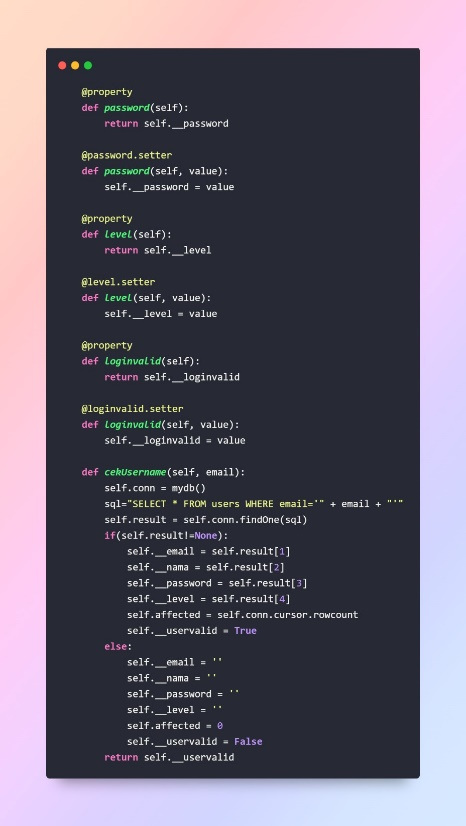 @property
def password(self):
    return self.__password
@password.setter
def password(self, value):
    self.__password = value
@property
def level(self):
    return self.__level
@level.setter
def level(self, value):
    self.__level = value
@property
def loginvalid(self):
    return self.__loginvalid
@loginvalid.setter
def loginvalid(self, value):
    self.__loginvalid = value
def cekUsername(self, email):
    self.conn = mydb()
    sql="SELECT * FROM users WHERE email='" + email + "'"
    self.result = self.conn.findOne(sql)
    if(self.result!=None):
        self.__email = self.result[1]
        self.__nama = self.result[2]
        self.__password = self.result[3]
        self.__level = self.result[4]
        self.affected = self.conn.cursor.rowcount
        self.__uservalid = True
    else:
        self.__email = ''
        self.__nama = ''
        self.__password = ''
        self.__level = ''
        self.affected = 0
        self.__uservalid = False
    return self.__uservalid